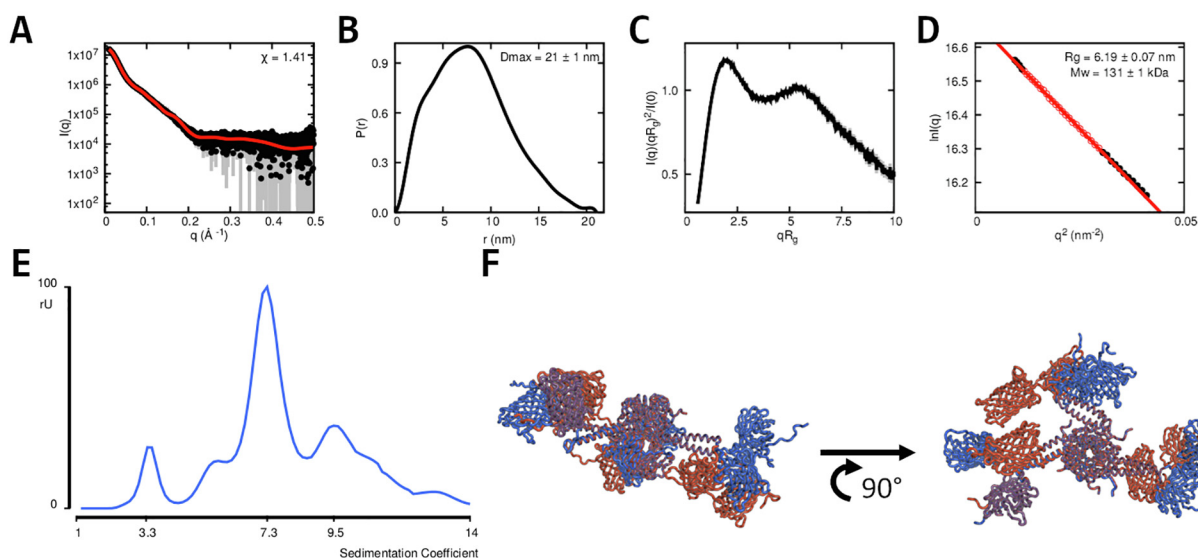 A
I(q)
1x10⁷
1x10⁶
1x10⁵
1x10⁴
1x10³
1x10²
χ = 1.41
0
0.1
0.2
0.3
0.4
0.5
q (Å⁻¹)
B
P(r)
0.9
0.6
0.3
0.0
Dmax = 21 ± 1 nm
0
5
10
15
20
r (nm)
C
I(q)(qRg)²/I(0)
1.0
0.5
0
2.5
5
7.5
10
qRg
D
lnI(q)
16.6
16.5
16.4
16.3
16.2
Rg = 6.19 ± 0.07 nm
Mw = 131 ± 1 kDa
0
0.05
q² (nm⁻²)
E
100
rU
0
1
3.3
7.3
9.5
14
Sedimentation Coefficient
F
90°